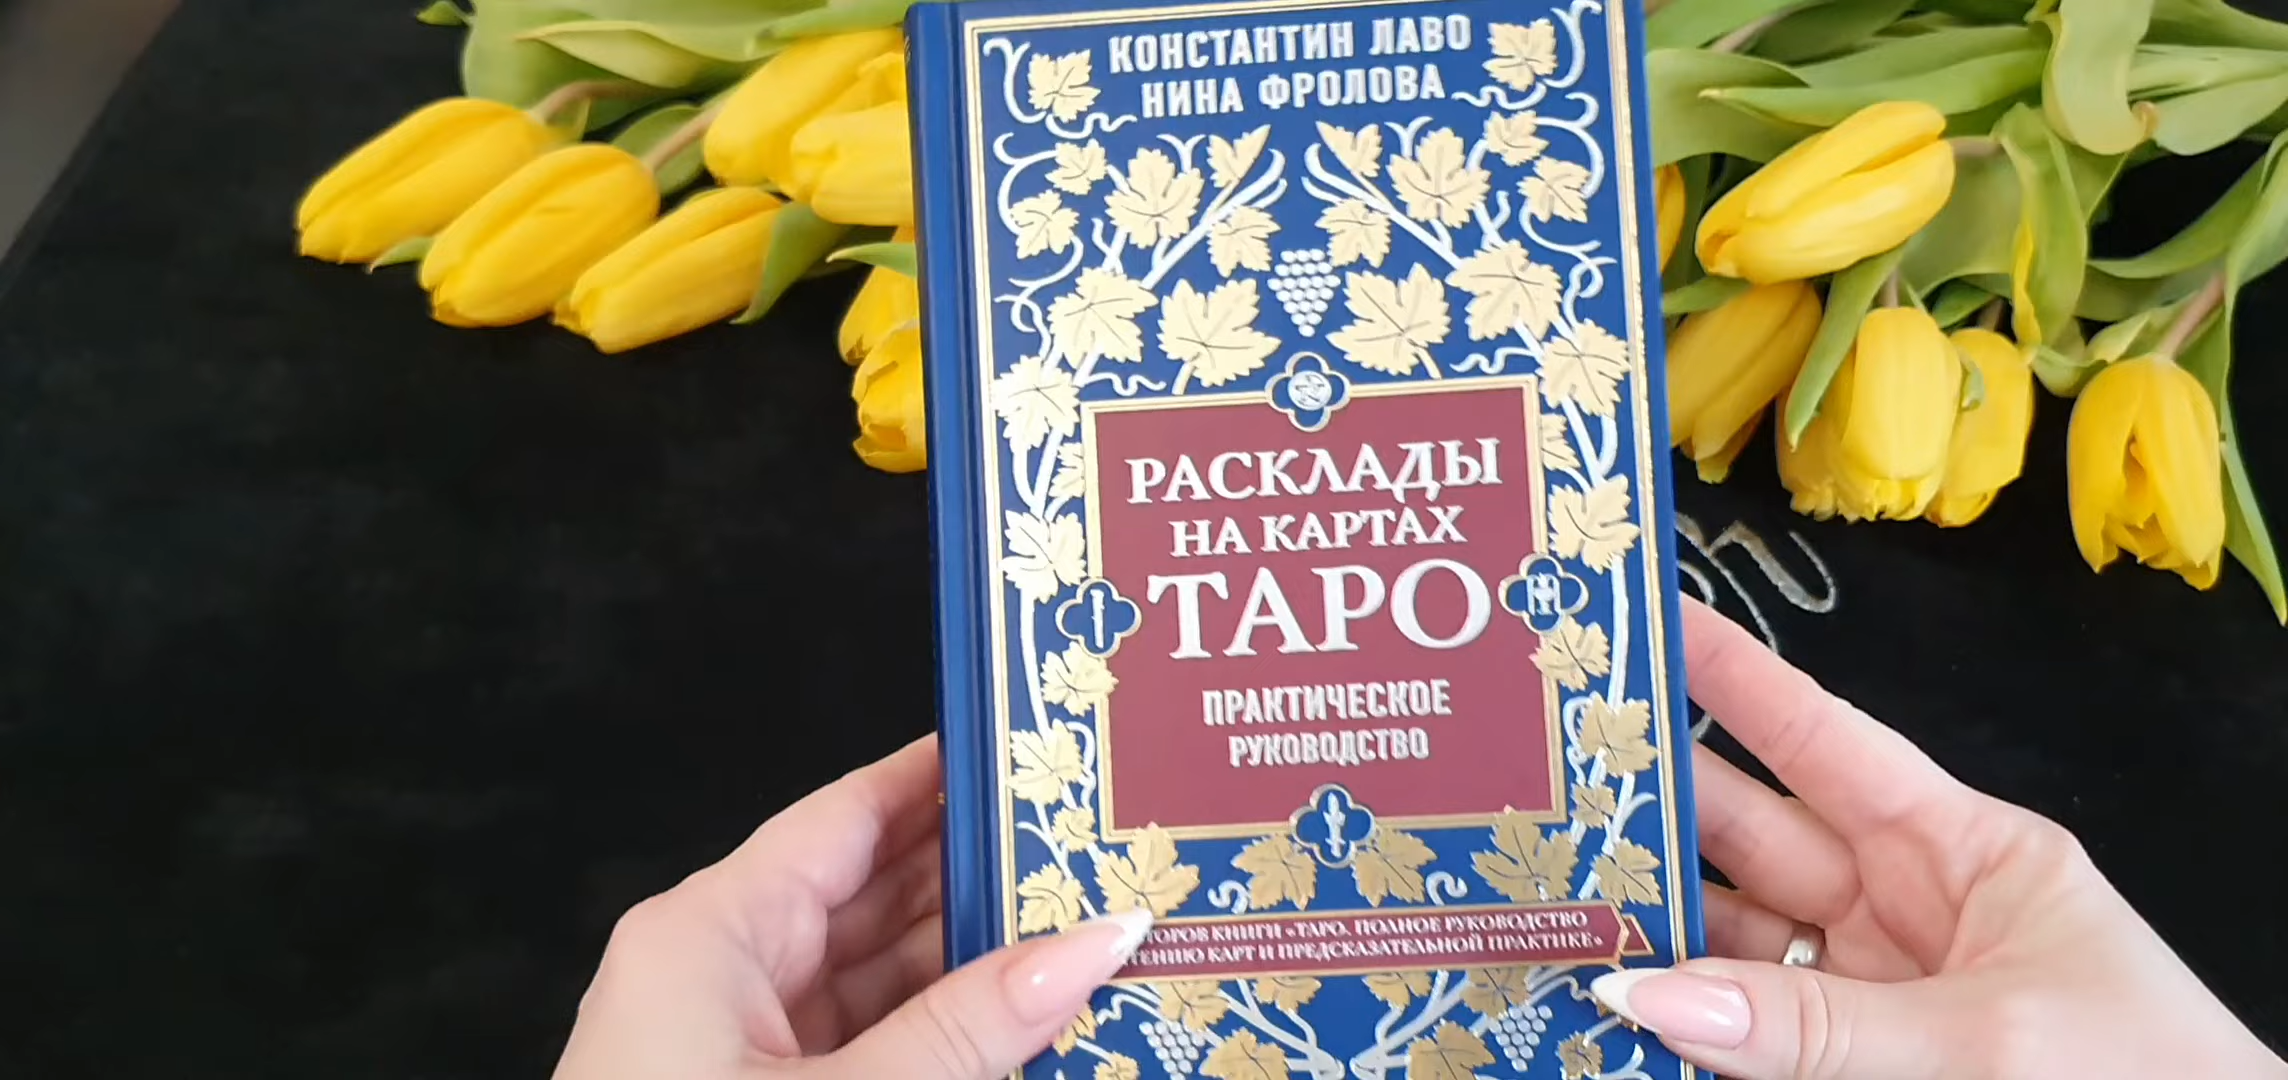 КОНСТАНТИН ЛАВО
НИНА ФРОЛОВА
РАСКЛАДЫ
НА КАРТАХ
ТАРО
ПРАКТИЧЕСКОЕ
РУКОВОДСТВО
КНИГИ «ТАРО. ПОЛНОЕ РУКОВОДСТВО
КАРТ И ПРЕДСКАЗАТЕЛЬНОЙ ПРАКТИКЕ»